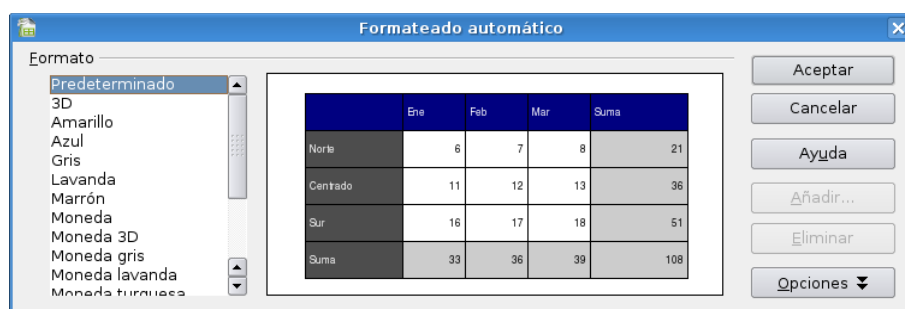 Formateado automático
Formato
Predeterminado
3D
Amarillo
Azul
Gris
Lavanda
Marrón
Moneda
Moneda 3D
Moneda gris
Moneda lavanda
Moneda turquesa
Ene Feb Mar Suma
Norte 6 7 8 21
Centrado 11 12 13 36
Sur 16 17 18 51
Suma 33 36 39 108
Aceptar
Cancelar
Ayuda
Añadir...
Eliminar
Opciones